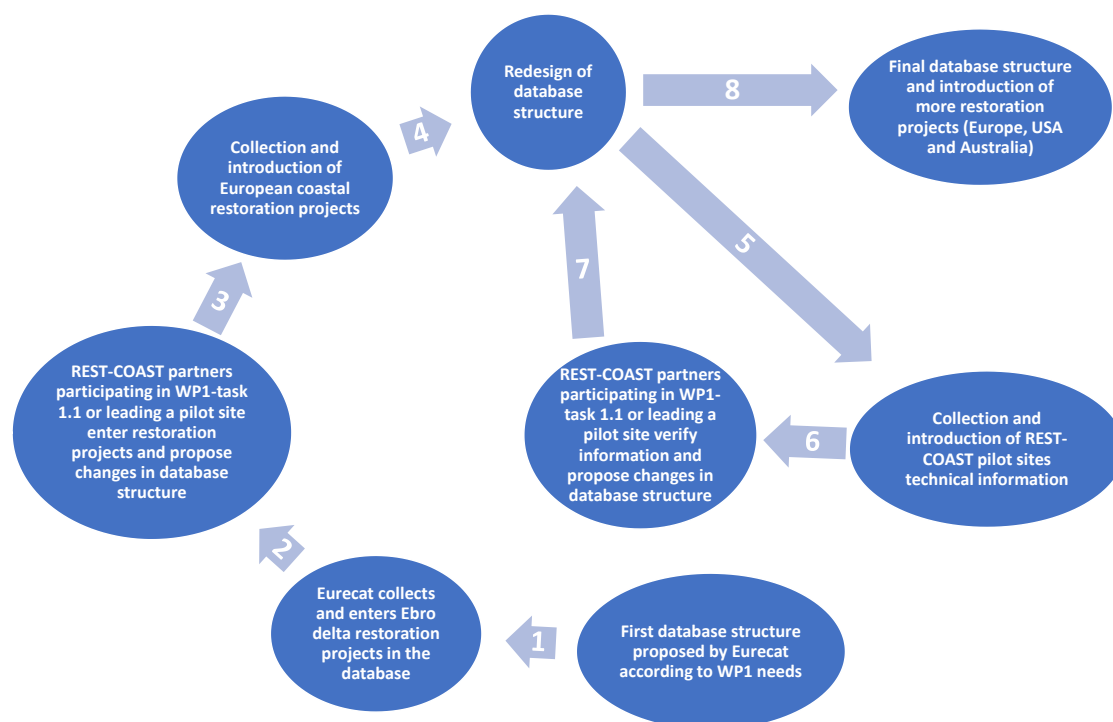 Redesign of
database
structure
8
Final database structure
and introduction of
more restoration
projects (Europe, USA
and Australia)
4
Collection and
introduction of
European coastal
restoration projects
5
7
3
REST-COAST partners
participating in WP1-task
1.1 or leading a pilot site
enter restoration
projects and propose
changes in database
structure
REST-COAST partners
participating in WP1-
task 1.1 or leading a
pilot site verify
information and
propose changes in
database structure
6
Collection and
introduction of REST-
COAST pilot sites
technical information
2
Eurecat collects
and enters Ebro
delta restoration
projects in the
database
1
First database structure
proposed by Eurecat
according to WP1 needs